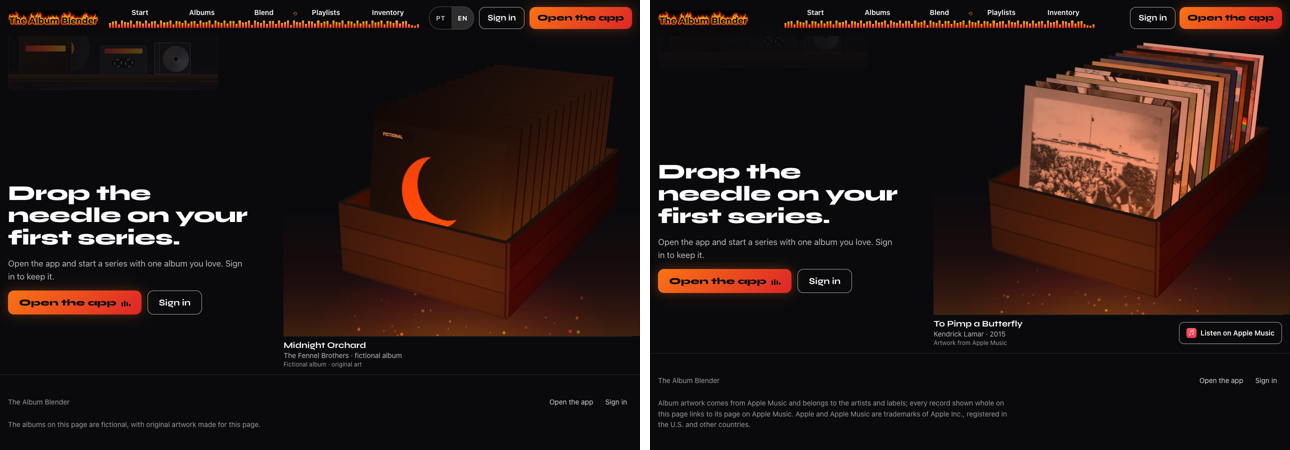 The Album Blender
Start
Albums
Blend
Playlists
Inventory
PT
EN
Sign in
Open the app
FICTIONAL
Drop the
needle on your
first series.
Open the app and start a series with one album you love. Sign
in to keep it.
Open the app
Sign in
Midnight Orchard
The Fennel Brothers · fictional album
Fictional album · original art
The Album Blender
Open the app
Sign in
The albums on this page are fictional, with original artwork made for this page.
The Album Blender
Start
Albums
Blend
Playlists
Inventory
Sign in
Open the app
Drop the
needle on your
first series.
Open the app and start a series with one album you love. Sign
in to keep it.
Open the app
Sign in
To Pimp a Butterfly
Kendrick Lamar · 2015
Artwork from Apple Music
Listen on Apple Music
The Album Blender
Open the app
Sign in
Album artwork comes from Apple Music and belongs to the artists and labels; every record shown whole on
this page links to its page on Apple Music. Apple and Apple Music are trademarks of Apple Inc., registered in
the U.S. and other countries.